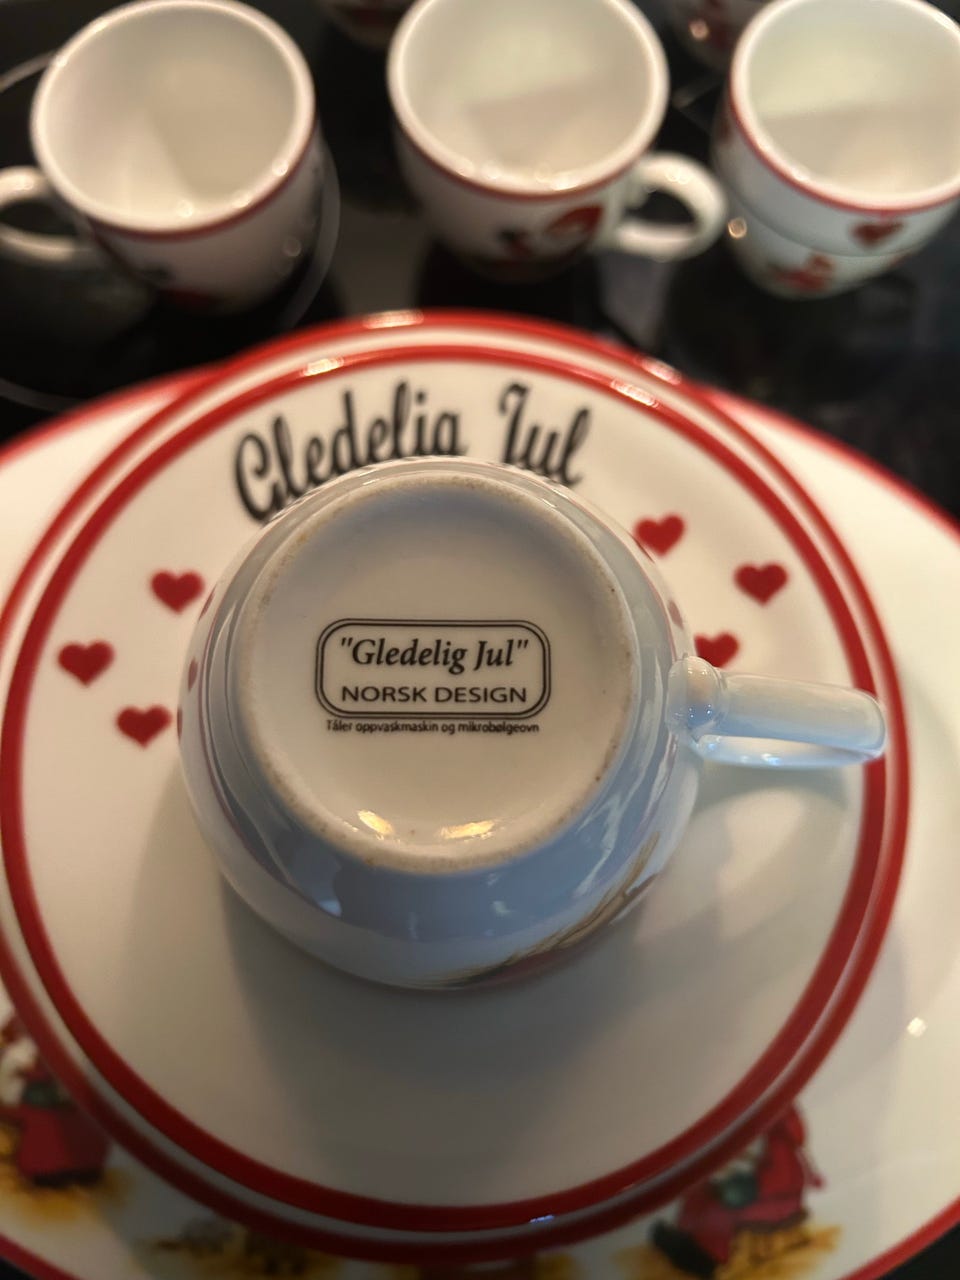 Gledelig Jul
"Gledelig Jul"
NORSK DESIGN
Tåler oppvaskmaskin og mikrobølgeovn